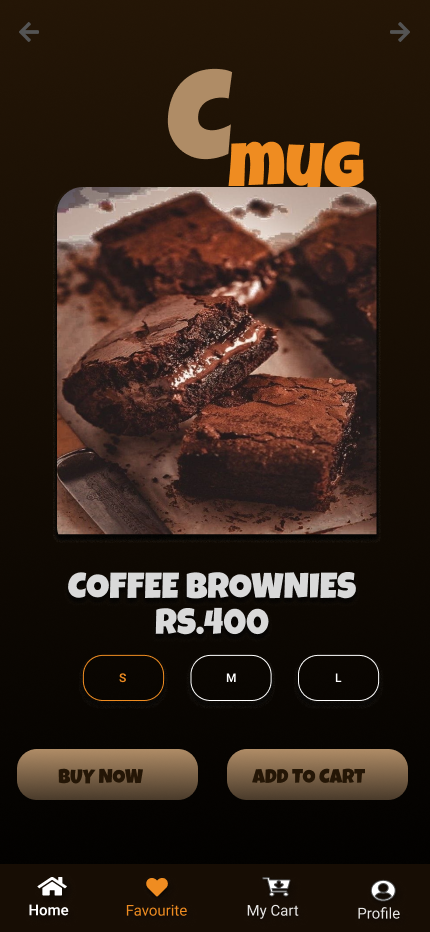 C
mug
COFFEE BROWNIES
RS.400
S
M
L
BUY NOW
ADD TO CART
Home
Favourite
My Cart
Profile